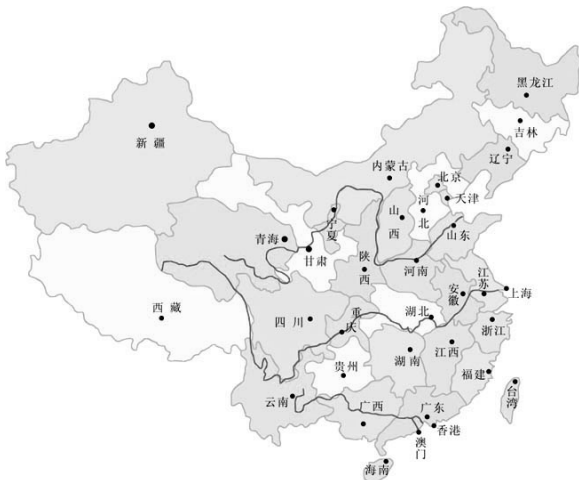 黑龙江
吉林
辽宁
新疆
内蒙古
北京
天津
河北
山西
宁夏
山东
青海
甘肃
陕西
河南
江苏
安徽
上海
西藏
四川
重庆
湖北
浙江
湖南
江西
贵州
福建
云南
广西
广东
台湾
香港
澳门
海南